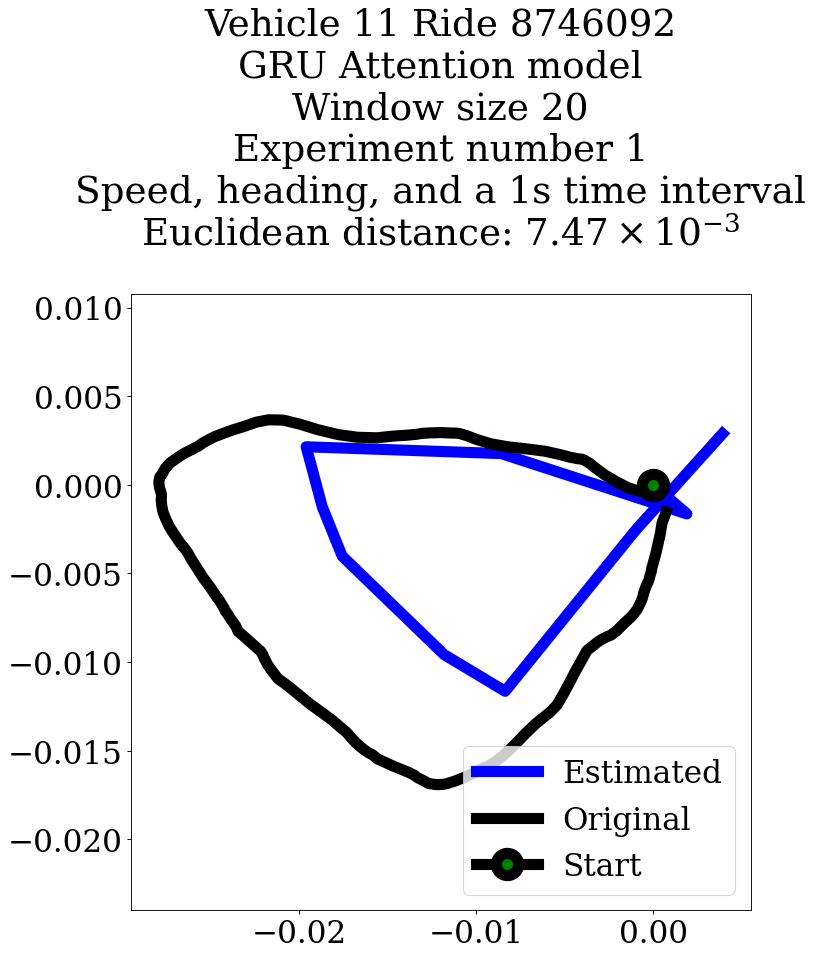 Vehicle 11 Ride 8746092
GRU Attention model
Window size 20
Experiment number 1
Speed, heading, and a 1s time interval
Euclidean distance: 7.47 × 10⁻³
0.010
0.005
0.000
−0.005
−0.010
−0.015
−0.020
Estimated
Original
Start
−0.02
−0.01
0.00